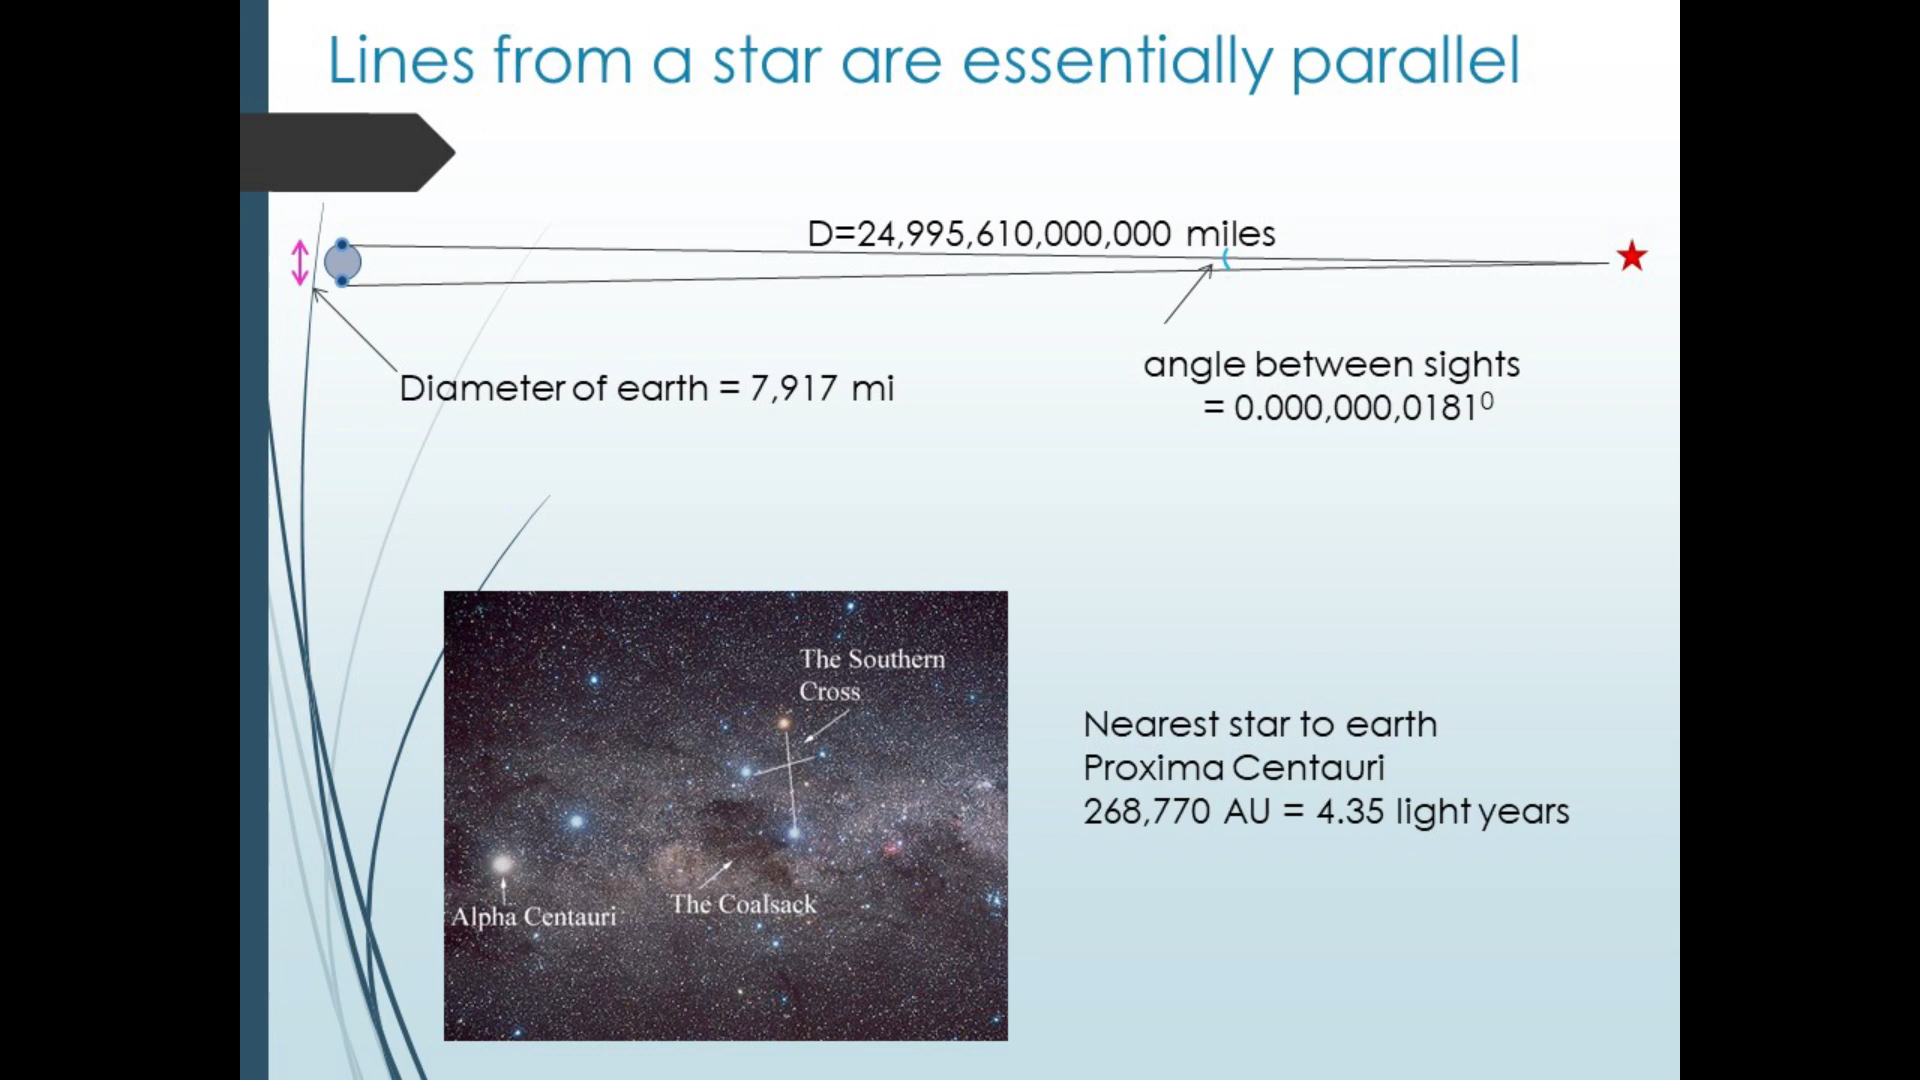 Lines from a star are essentially parallel
D=24,995,610,000,000 miles
Diameter of earth = 7,917 mi
angle between sights
= 0.000,000,0181⁰
The Southern
Cross
Alpha Centauri
The Coalsack
Nearest star to earth
Proxima Centauri
268,770 AU = 4.35 light years